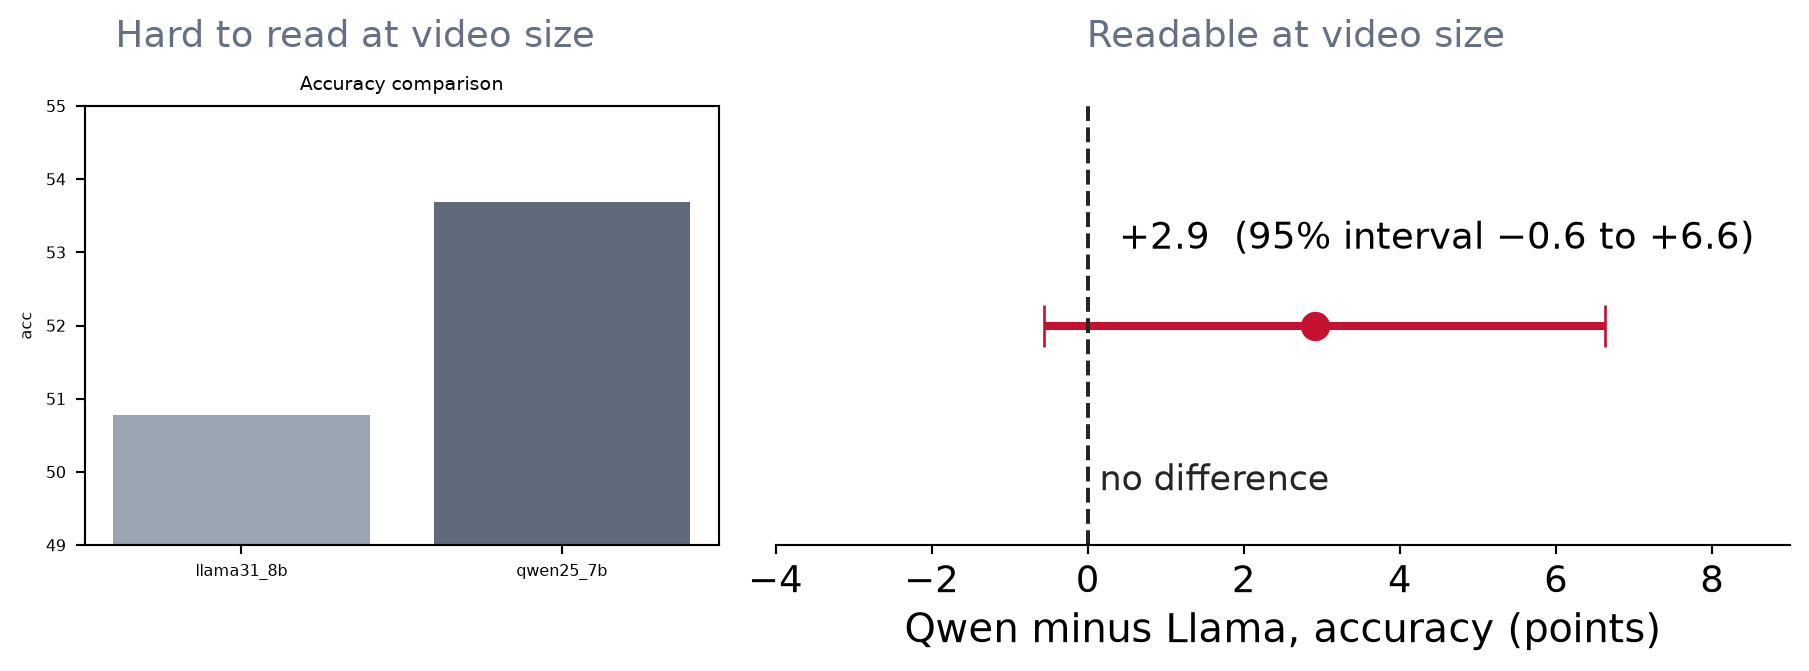 Hard to read at video size
Accuracy comparison
55
54
53
52
51
50
49
acc
llama31_8b
qwen25_7b
Readable at video size
+2.9  (95% interval −0.6 to +6.6)
no difference
−4
−2
0
2
4
6
8
Qwen minus Llama, accuracy (points)